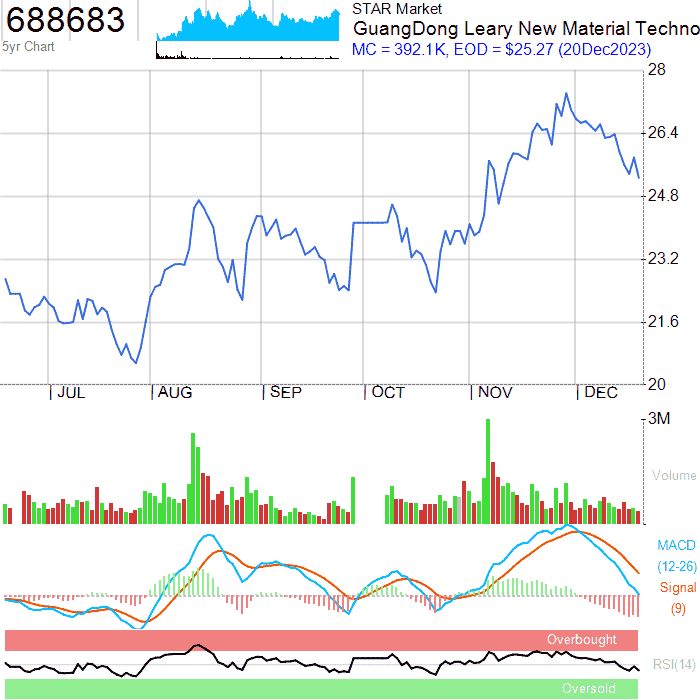 688683
5yr Chart
STAR Market
GuangDong Leary New Material Techno
MC = 392.1K, EOD = $25.27 (20Dec2023)
28
26.4
24.8
23.2
21.6
20
JUL AUG SEP OCT NOV DEC
3M
Volume
MACD
(12-26)
Signal
(9)
Overbought
RSI(14)
Oversold